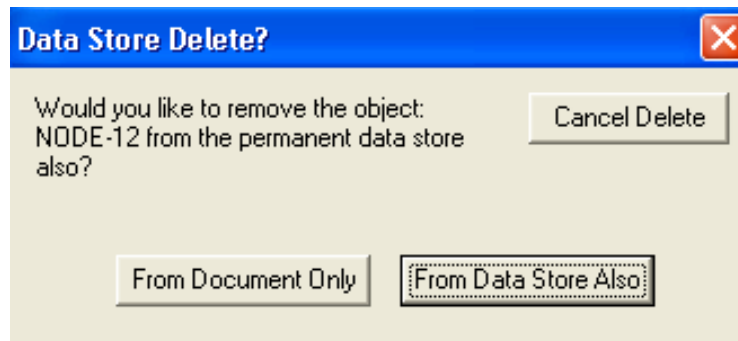 Data Store Delete?
Would you like to remove the object:
NODE-12 from the permanent data store
also?
Cancel Delete
From Document Only
From Data Store Also